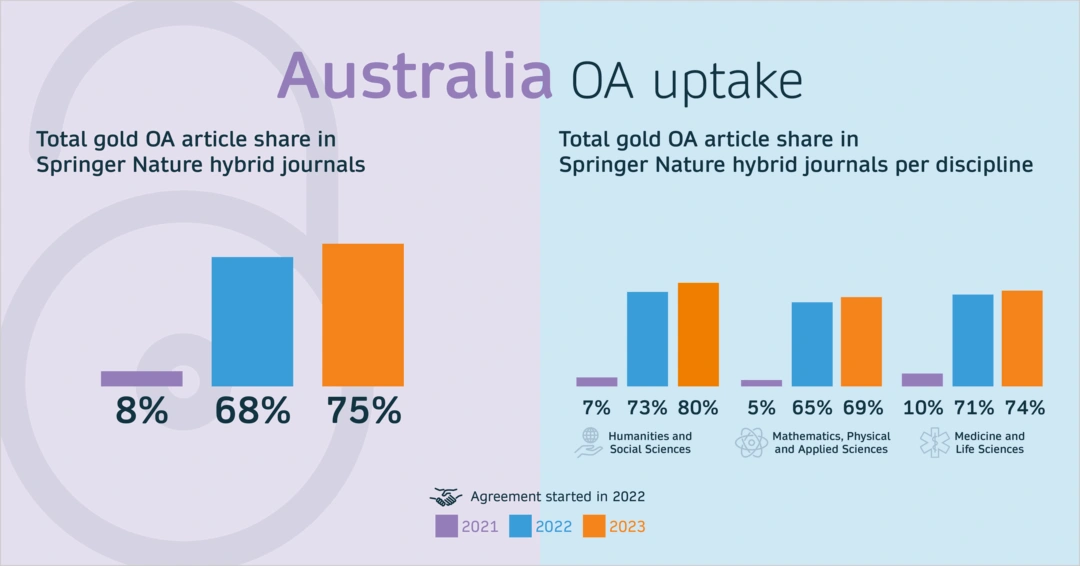 Australia OA uptake
Total gold OA article share in
Springer Nature hybrid journals
8% 68% 75%
Total gold OA article share in
Springer Nature hybrid journals per discipline
7% 73% 80% 5% 65% 69% 10% 71% 74%
Humanities and
Social Sciences
Mathematics, Physical
and Applied Sciences
Medicine and
Life Sciences
Agreement started in 2022
2021 2022 2023